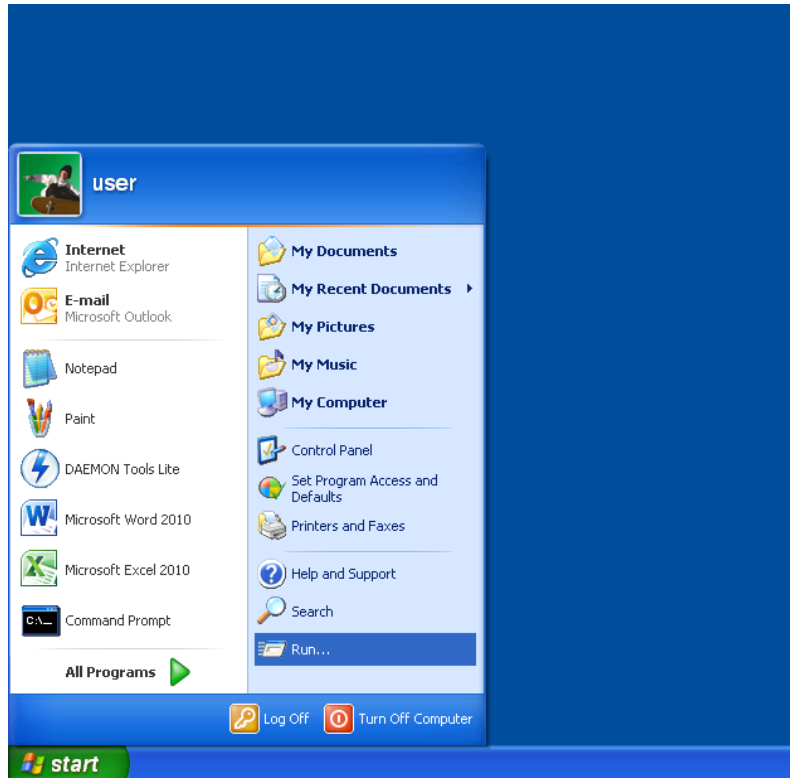 user
Internet
Internet Explorer
E-mail
Microsoft Outlook
Notepad
Paint
DAEMON Tools Lite
Microsoft Word 2010
Microsoft Excel 2010
C:\_
Command Prompt
All Programs
My Documents
My Recent Documents
My Pictures
My Music
My Computer
Control Panel
Set Program Access and
Defaults
Printers and Faxes
Help and Support
Search
Run...
Log Off
Turn Off Computer
start